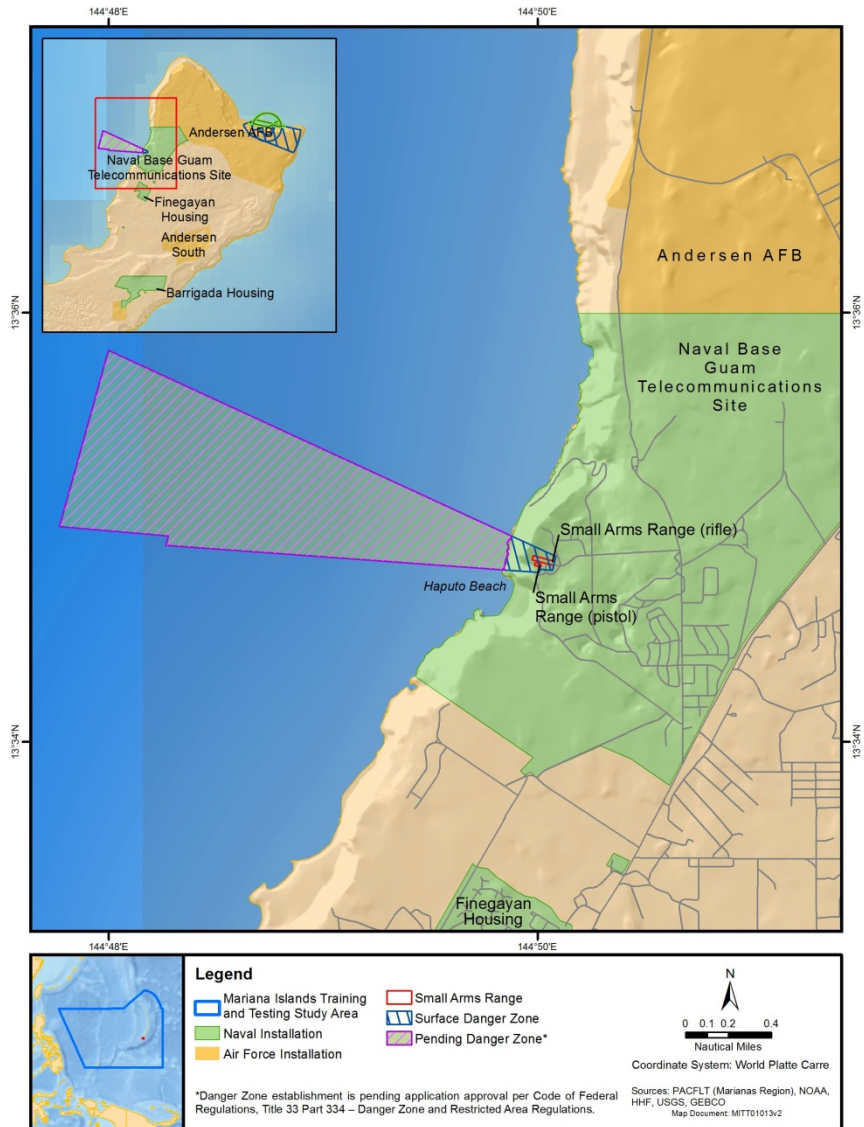 144°48'E
144°50'E
Andersen AFB
Naval Base Guam
Telecommunications Site
Finegayan
Housing
Andersen
South
Barrigada Housing
Andersen AFB
13°36'N
13°36'N
Naval Base
Guam
Telecommunications
Site
Small Arms Range (rifle)
Haputo Beach
Small Arms
Range (pistol)
13°34'N
13°34'N
Finegayan
Housing
144°48'E
144°50'E
Legend
Mariana Islands Training
and Testing Study Area
Naval Installation
Air Force Installation
Small Arms Range
Surface Danger Zone
Pending Danger Zone*
N
0 0.1 0.2 0.4
Nautical Miles
Coordinate System: World Platte Carre
*Danger Zone establishment is pending application approval per Code of Federal
Regulations, Title 33 Part 334 – Danger Zone and Restricted Area Regulations.
Sources: PACFLT (Marianas Region), NOAA,
HHF, USGS, GEBCO
Map Document: MITT01013v2